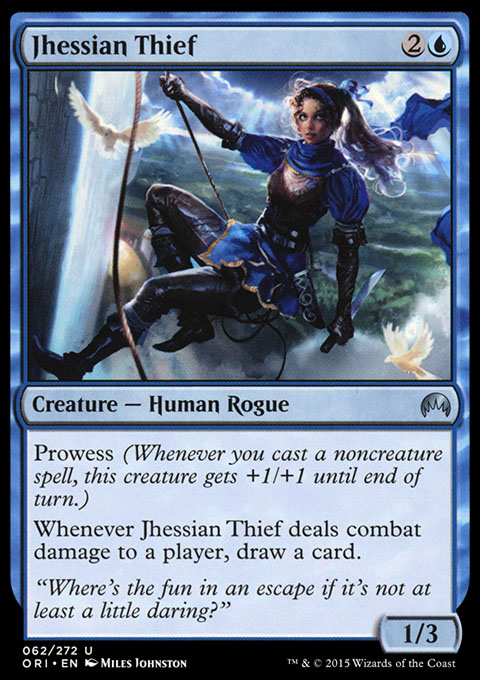 Jhessian Thief 2
Creature — Human Rogue
Prowess (Whenever you cast a noncreature
spell, this creature gets +1/+1 until end of
turn.)
Whenever Jhessian Thief deals combat
damage to a player, draw a card.
“Where’s the fun in an escape if it’s not at
least a little daring?”
1/3
062/272 U
ORI • EN Miles Johnston
™ & © 2015 Wizards of the Coast